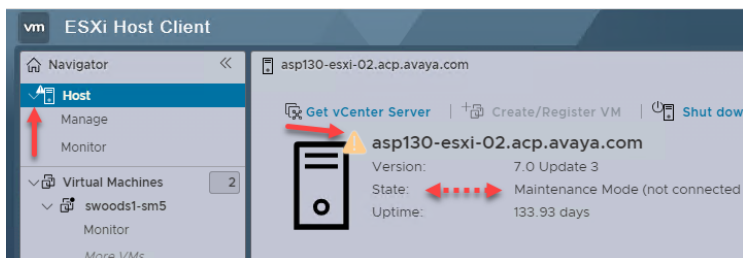 vm ESXi Host Client
Navigator
asp130-esxi-02.acp.avaya.com
Host
Manage
Monitor
Get vCenter Server | Create/Register VM | Shut dow
asp130-esxi-02.acp.avaya.com
Version: 7.0 Update 3
State: Maintenance Mode (not connected
Uptime: 133.93 days
Virtual Machines 2
swoods1-sm5
Monitor
More VMs